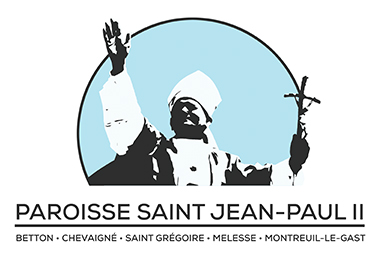 PAROISSE SAINT JEAN-PAUL II
BETTON • CHEVAIGNÉ • SAINT GRÉGOIRE • MELESSE • MONTREUIL-LE-GAST